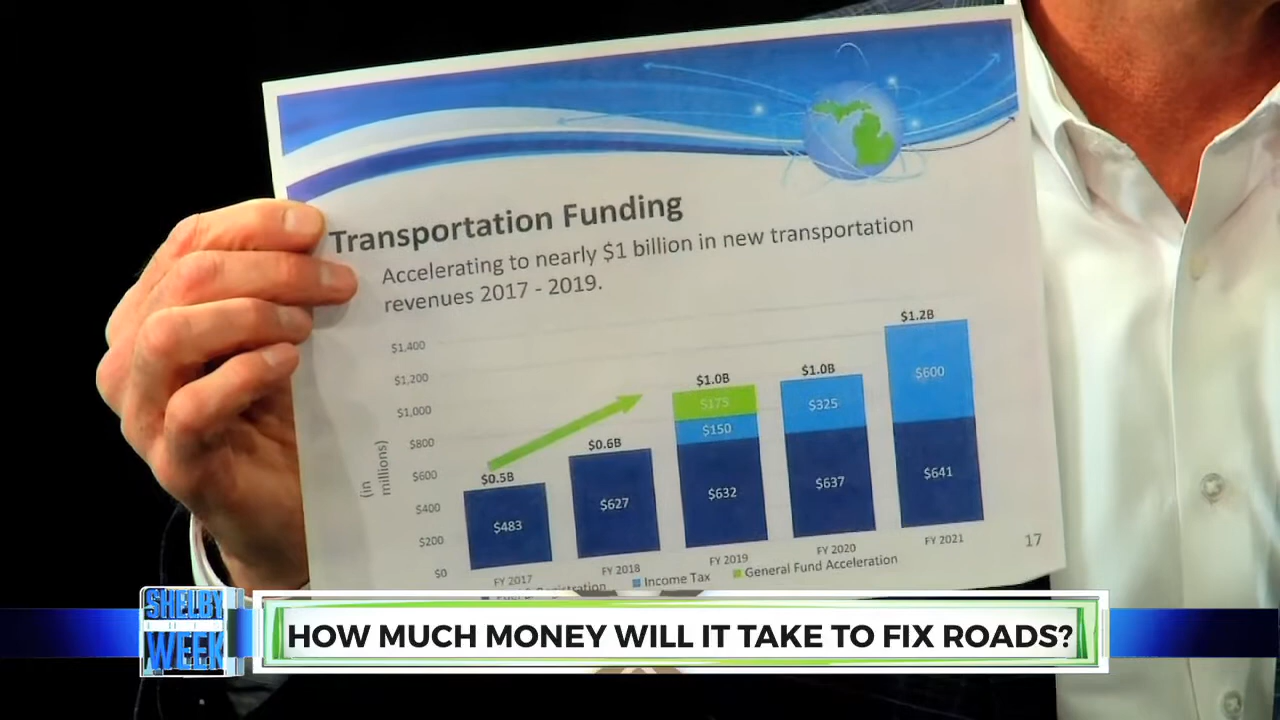 Transportation Funding
Accelerating to nearly $1 billion in new transportation
revenues 2017 - 2019.
(in
millions)
$1,400
$1,200
$1,000
$800
$600
$400
$200
$0
$0.5B
$483
FY 2017
$0.6B
$627
FY 2018
$1.0B
$175
$150
$632
FY 2019
$1.0B
$325
$637
FY 2020
$1.2B
$600
$641
FY 2021
Registration
Income Tax
General Fund Acceleration
17
SHELBY
THIS
WEEK
HOW MUCH MONEY WILL IT TAKE TO FIX ROADS?